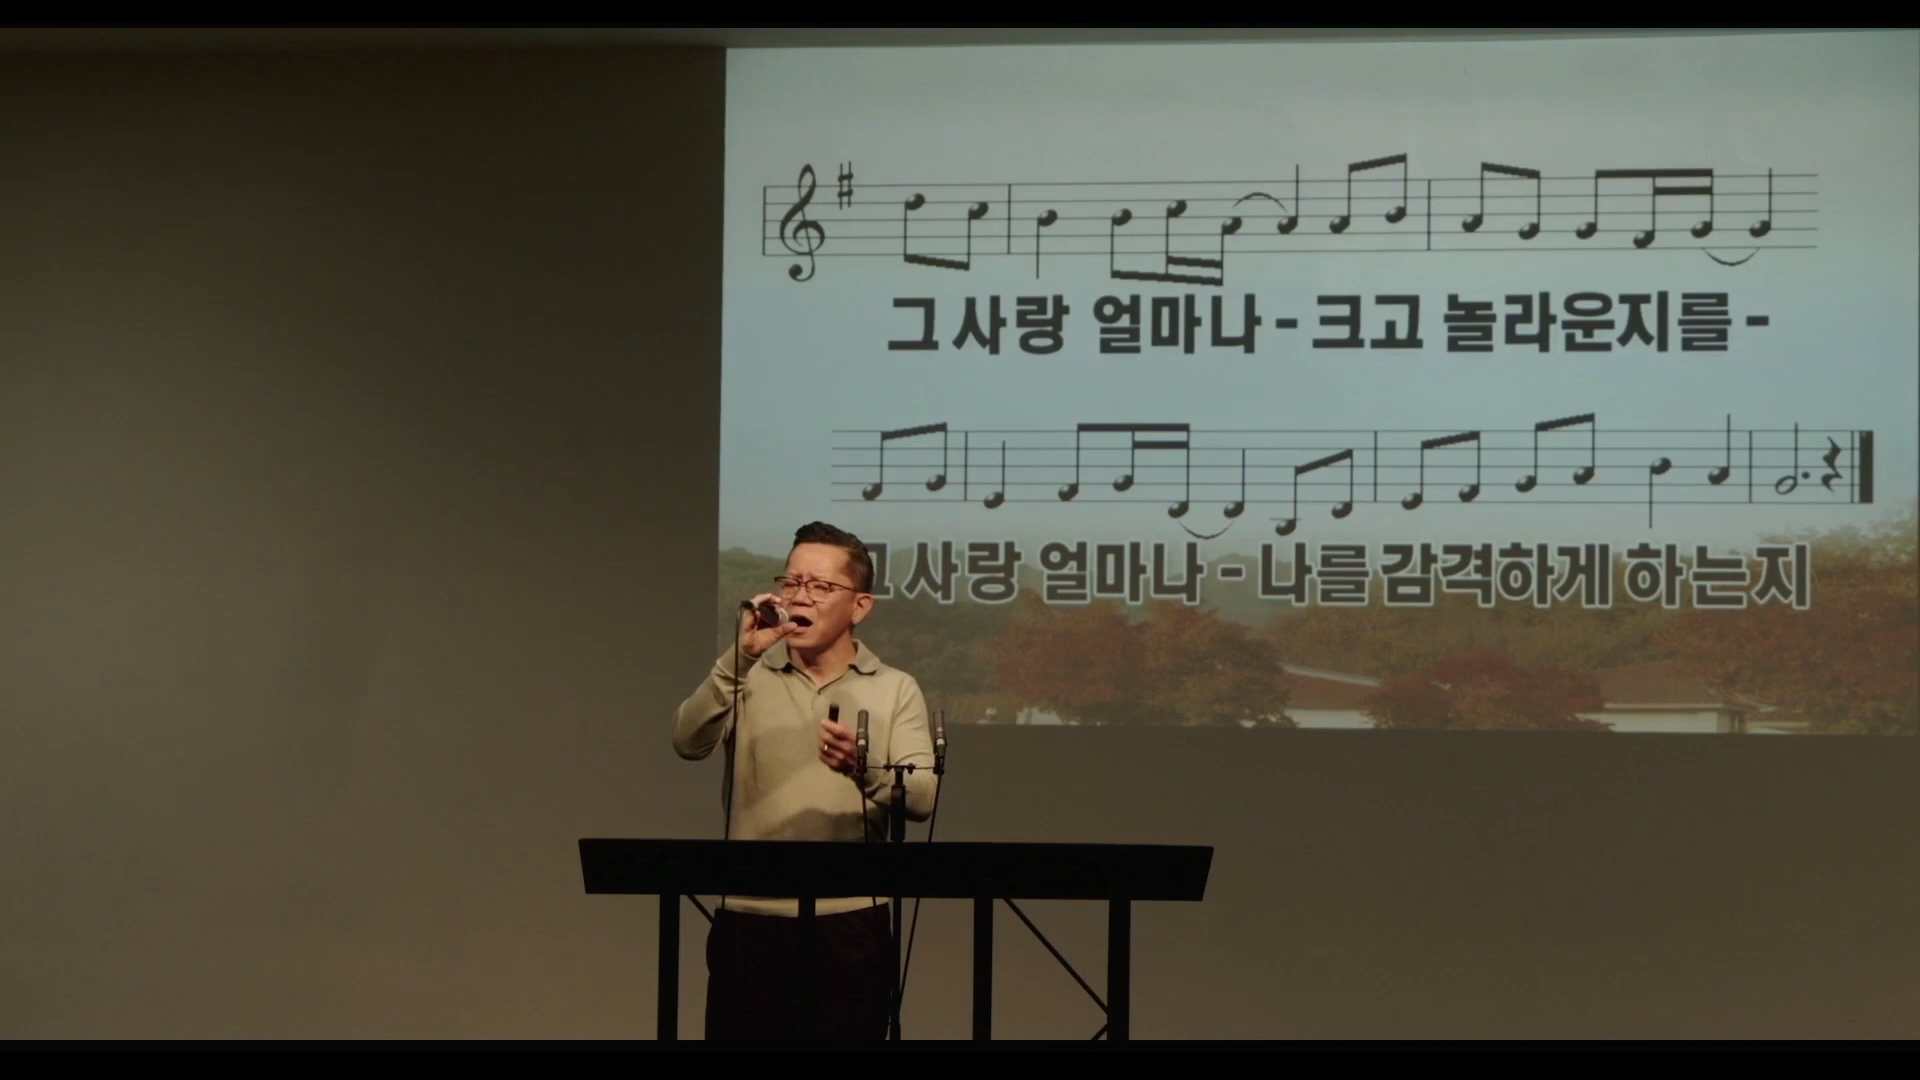 그 사랑 얼마나 - 크고 놀라운지를 -
그 사랑 얼마나 - 나를 감격하게 하는지